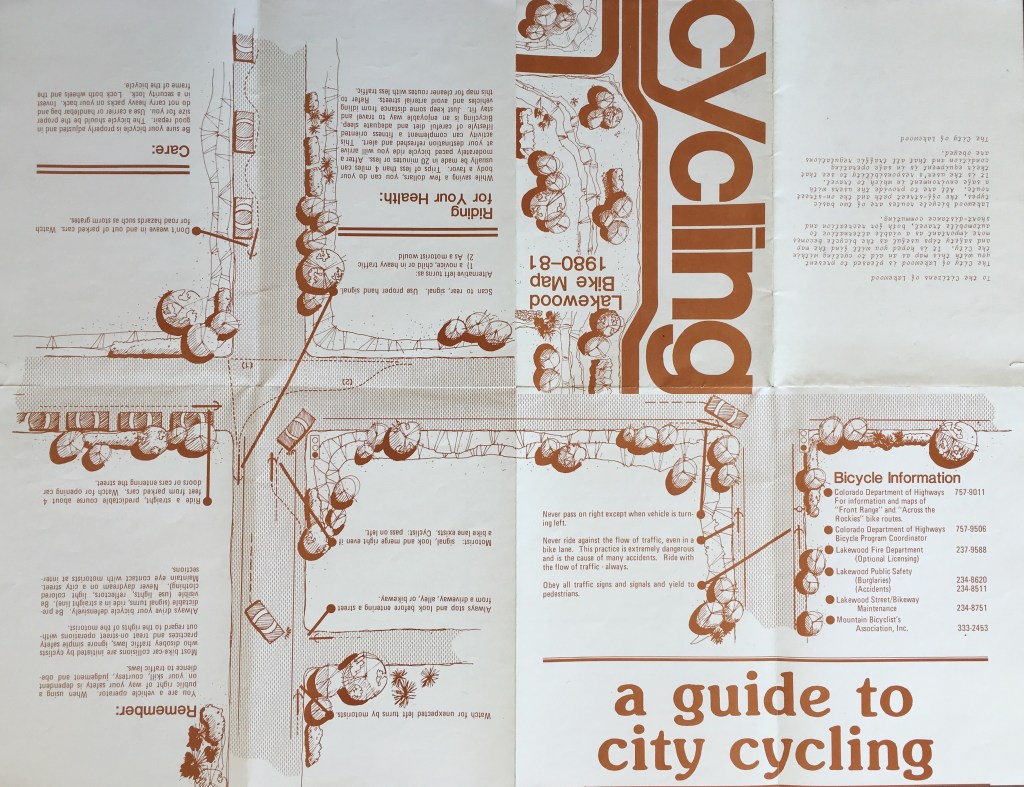 cycling
Lakewood
Bike Map
1980-81
To the Citizens of Lakewood
The City of Lakewood is pleased to present
you with this map as an aid to cycling within
the City. It is hoped you will find the map
and safety tips useful as the bicycle becomes
more important as a viable alternative to
automobile travel, both for recreation and
short-distance commuting.
Lakewood bicycle routes are of two basic
types, the off-street path and the on-street
route. All are to provide the users with
a safe environment in which to travel.
It is the user's responsibility to see that
their equipment is in safe operating
condition and that all traffic regulations
are obeyed.
The City of Lakewood
Bicycle Information
Colorado Department of Highways 757-9011
For information and maps of
"Front Range" and "Across the
Rockies" bike routes.
Colorado Department of Highways 757-9506
Bicycle Program Coordinator
Lakewood Fire Department 237-9588
(Optional Licensing)
Lakewood Public Safety
(Burglaries) 234-8620
(Accidents) 234-8511
Lakewood Street/Bikeway
Maintenance 234-8751
Mountain Bicyclist's
Association, Inc. 333-2453
Never pass on right except when vehicle is turn-
ing left.
Never ride against the flow of traffic, even in a
bike lane. This practice is extremely dangerous
and is the cause of many accidents. Ride with
the flow of traffic - always.
Obey all traffic signs and signals and yield to
pedestrians.
a guide to
city cycling
Watch for unexpected left turns by motorists.
Remember:
You are a vehicle operator. When using a
public right of way your safety is dependent
on your skill, courtesy, judgement and obe-
dience to traffic laws.
Most bike-car collisions are initiated by cyclists
who disobey traffic laws, ignore simple safety
practices and treat on-street operations with-
out regard to the rights of the motorist.
Always drive your bicycle defensively. Be pre-
dictable (signal turns, ride in a straight line). Be
visible (use lights, reflectors, light colored
clothing). Never daydream on a city street.
Maintain eye contact with motorists at inter-
sections.
Always stop and look before entering a street
from a driveway, alley, or bikeway.
Motorist: signal, look and merge right even if
a bike lane exists. Cyclist: pass on left.
Ride a straight, predictable course about 4
feet from parked cars. Watch for opening car
doors or cars entering the street.
(1)
(2)
Scan to rear, signal. Use proper hand signal.
Alternative left turns as:
1) A novice, child or in heavy traffic
2) As a motorist would
Don't weave in and out of parked cars. Watch
for road hazards such as storm grates.
Riding
for Your Health:
While saving a few dollars, you can do your
body a favor. Trips of less than 4 miles can
usually be made in 20 minutes or less. After a
moderately paced bicycle ride you will arrive
at your destination refreshed and alert. This
activity can complement a fitness oriented
lifestyle of careful diet and adequate sleep.
Bicycling is an enjoyable way to travel and
stay fit. Just keep some distance from idling
vehicles and avoid arterial streets. Refer to
this map for cleaner routes with less traffic.
Care:
Be sure your bicycle is properly adjusted and in
good repair. The bicycle should be the proper
size for you. Use a carrier or handlebar bag and
do not carry heavy packs on your back. Invest
in a security lock. Lock both wheels and the
frame of the bicycle.